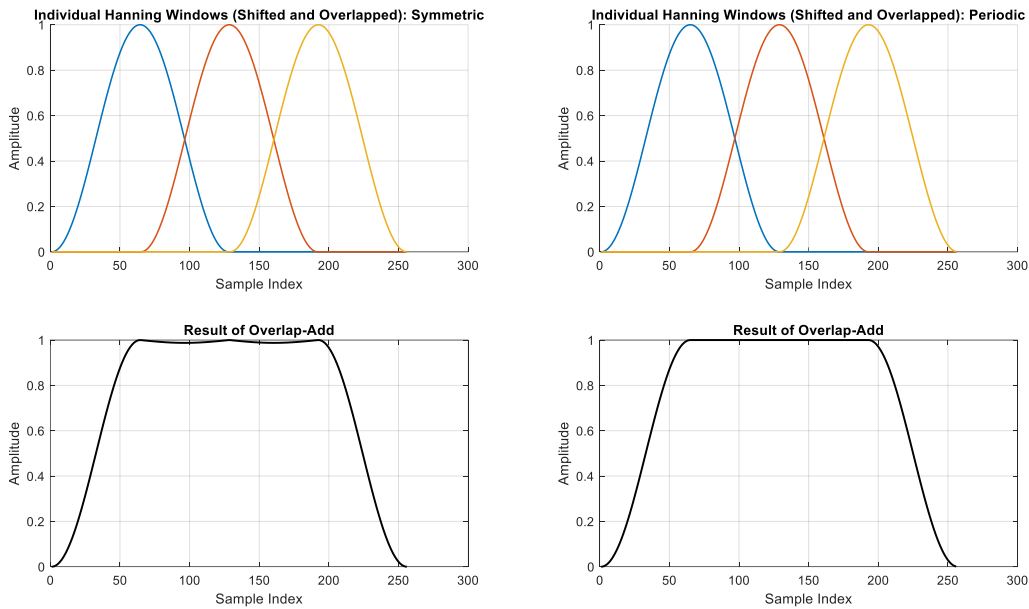 Individual Hanning Windows (Shifted and Overlapped): Symmetric
1
0.8
0.6
0.4
0.2
0
Amplitude
0 50 100 150 200 250 300
Sample Index
Individual Hanning Windows (Shifted and Overlapped): Periodic
1
0.8
0.6
0.4
0.2
0
Amplitude
0 50 100 150 200 250 300
Sample Index
Result of Overlap-Add
1
0.8
0.6
0.4
0.2
0
Amplitude
0 50 100 150 200 250 300
Sample Index
Result of Overlap-Add
1
0.8
0.6
0.4
0.2
0
Amplitude
0 50 100 150 200 250 300
Sample Index